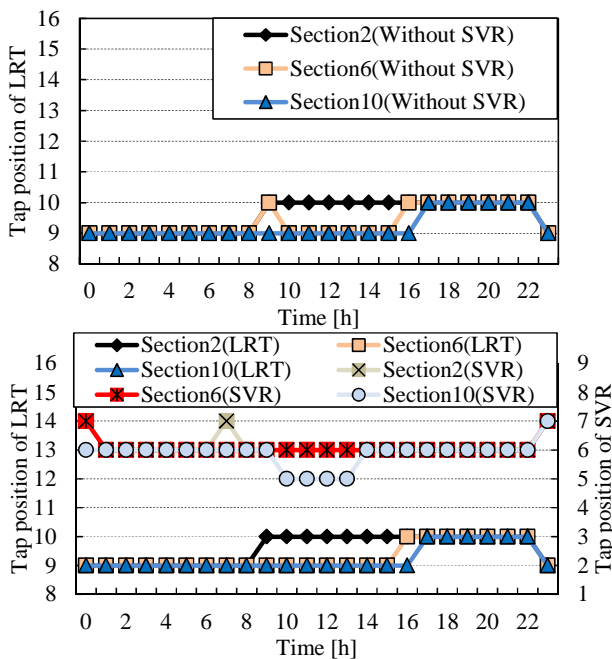 Tap position of LRT
16
15
14
13
12
11
10
9
8
Section2(Without SVR)
Section6(Without SVR)
Section10(Without SVR)
0 2 4 6 8 10 12 14 16 18 20 22
Time [h]
Section2(LRT) Section6(LRT)
Section10(LRT) Section2(SVR)
Section6(SVR) Section10(SVR)
Tap position of LRT
16
15
14
13
12
11
10
9
8
9
8
7
6
5
4
3
2
1
Tap position of SVR
0 2 4 6 8 10 12 14 16 18 20 22
Time [h]